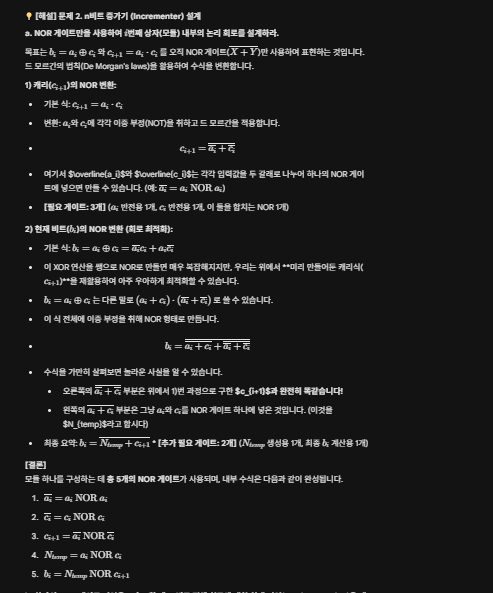 💡 [해설] 문제 2. n비트 증가기 (Incrementer) 설계
a. NOR 게이트만을 사용하여 i번째 상자(모듈) 내부의 논리 회로를 설계하라.
목표는 $b_i = a_i \oplus c_i$ 와 $c_{i+1} = a_i \cdot c_i$ 를 오직 NOR 게이트($\overline{X + Y}$)만 사용하여 표현하는 것입니다.
드 모르간의 법칙(De Morgan's laws)을 활용하여 수식을 변환합니다.
1) 캐리($c_{i+1}$)의 NOR 변환:
• 기본 식: $c_{i+1} = a_i \cdot c_i$
• 변환: $a_i$와 $c_i$에 각각 이중 부정(NOT)을 취하고 드 모르간을 적용합니다.
• $c_{i+1} = \overline{\overline{a_i} + \overline{c_i}}$
• 여기서 $\overline{a_i}$와 $\overline{c_i}$는 각각 입력값을 두 갈래로 나누어 하나의 NOR 게이
트에 넣으면 만들 수 있습니다. (예: $\overline{a_i} = a_i \text{ NOR } a_i$)
• [필요 게이트: 3개] ($a_i$ 반전용 1개, $c_i$ 반전용 1개, 이 둘을 합치는 NOR 1개)
2) 현재 비트($b_i$)의 NOR 변환 (회로 최적화):
• 기본 식: $b_i = a_i \oplus c_i = \overline{a_i}c_i + a_i\overline{c_i}$
• 이 XOR 연산을 쌩으로 NOR로 만들면 매우 복잡해지지만, 우리는 위에서 **미리 만들어둔 캐리식(
$c_{i+1}$)**을 재활용하여 아주 우아하게 최적화할 수 있습니다.
• $b_i = a_i \oplus c_i$ 는 다른 말로 $(a_i + c_i) \cdot (\overline{a_i} + \overline{c_i})$ 로 쓸 수 있습니다.
• 이 식 전체에 이중 부정을 취해 NOR 형태로 만듭니다.
• $b_i = \overline{\overline{a_i + c_i} + \overline{\overline{a_i} + \overline{c_i}}}$
• 수식을 가만히 살펴보면 놀라운 사실을 알 수 있습니다.
• 오른쪽의 $\overline{\overline{a_i} + \overline{c_i}}$ 부분은 위에서 1)번 과정으로 구한 $c_{i+1}$과 완전히 똑같습니다!
• 왼쪽의 $\overline{a_i + c_i}$ 부분은 그냥 $a_i$와 $c_i$를 NOR 게이트 하나에 넣은 것입니다. (이것을
$N_{temp}$라고 합시다)
• 최종 요약: $b_i = \overline{N_{temp} + c_{i+1}}$ * [추가 필요 게이트: 2개] ($N_{temp}$ 생성용 1개, 최종 $b_i$ 계산용 1개)
[결론]
모듈 하나를 구성하는 데 총 5개의 NOR 게이트가 사용되며, 내부 수식은 다음과 같이 완성됩니다.
1. $\overline{a_i} = a_i \text{ NOR } a_i$
2. $\overline{c_i} = c_i \text{ NOR } c_i$
3. $c_{i+1} = \overline{a_i} \text{ NOR } \overline{c_i}$
4. $N_{temp} = a_i \text{ NOR } c_i$
5. $b_i = N_{temp} \text{ NOR } c_{i+1}$